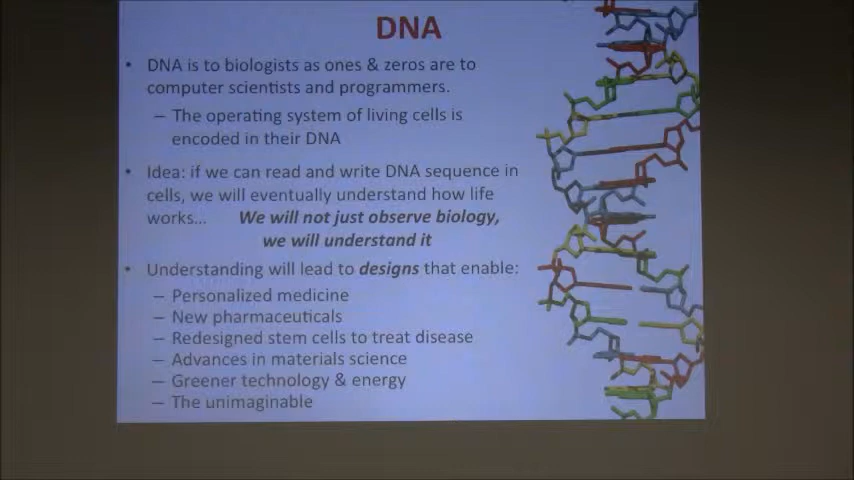 DNA
• DNA is to biologists as ones & zeros are to
computer scientists and programmers.
– The operating system of living cells is
encoded in their DNA
• Idea: if we can read and write DNA sequence in
cells, we will eventually understand how life
works... We will not just observe biology,
we will understand it
• Understanding will lead to designs that enable:
– Personalized medicine
– New pharmaceuticals
– Redesigned stem cells to treat disease
– Advances in materials science
– Greener technology & energy
– The unimaginable